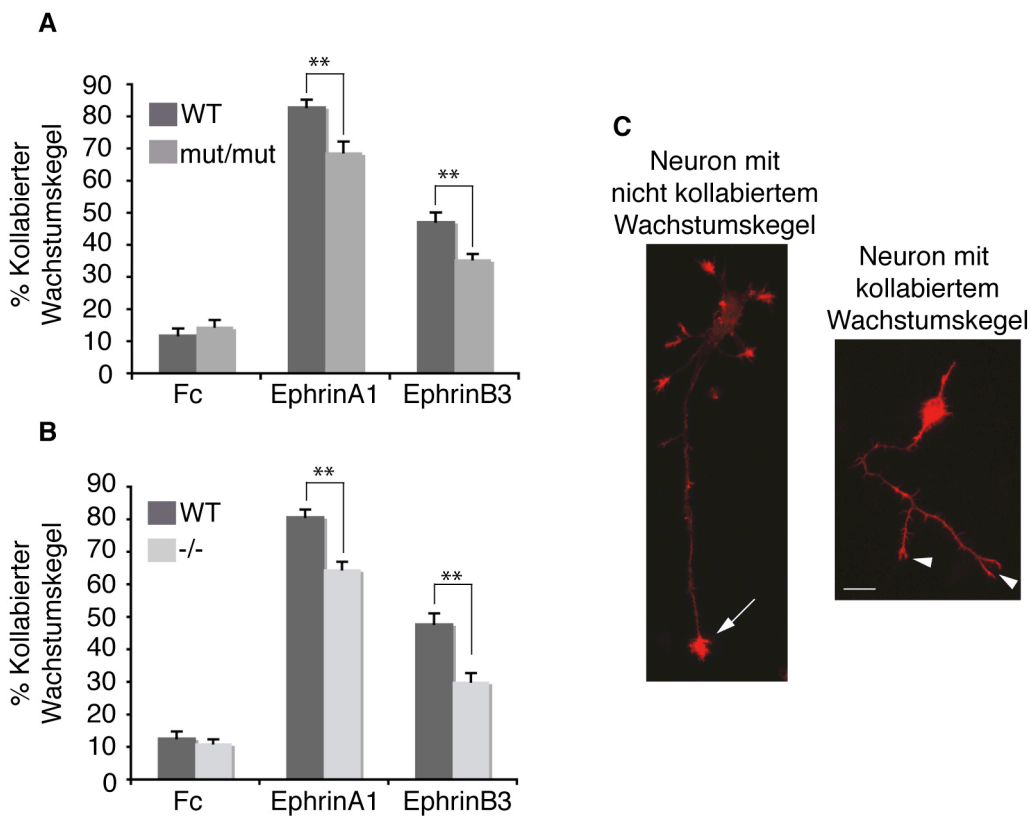 A
**
**
90
80
70
60
50
40
30
20
10
0
% Kollabierter
Wachstumskegel
WT
mut/mut
Fc
EphrinA1
EphrinB3
B
**
**
90
80
70
60
50
40
30
20
10
0
% Kollabierter
Wachstumskegel
WT
-/-
Fc
EphrinA1
EphrinB3
C
Neuron mit
nicht kollabiertem
Wachstumskegel
Neuron mit
kollabiertem
Wachstumskegel